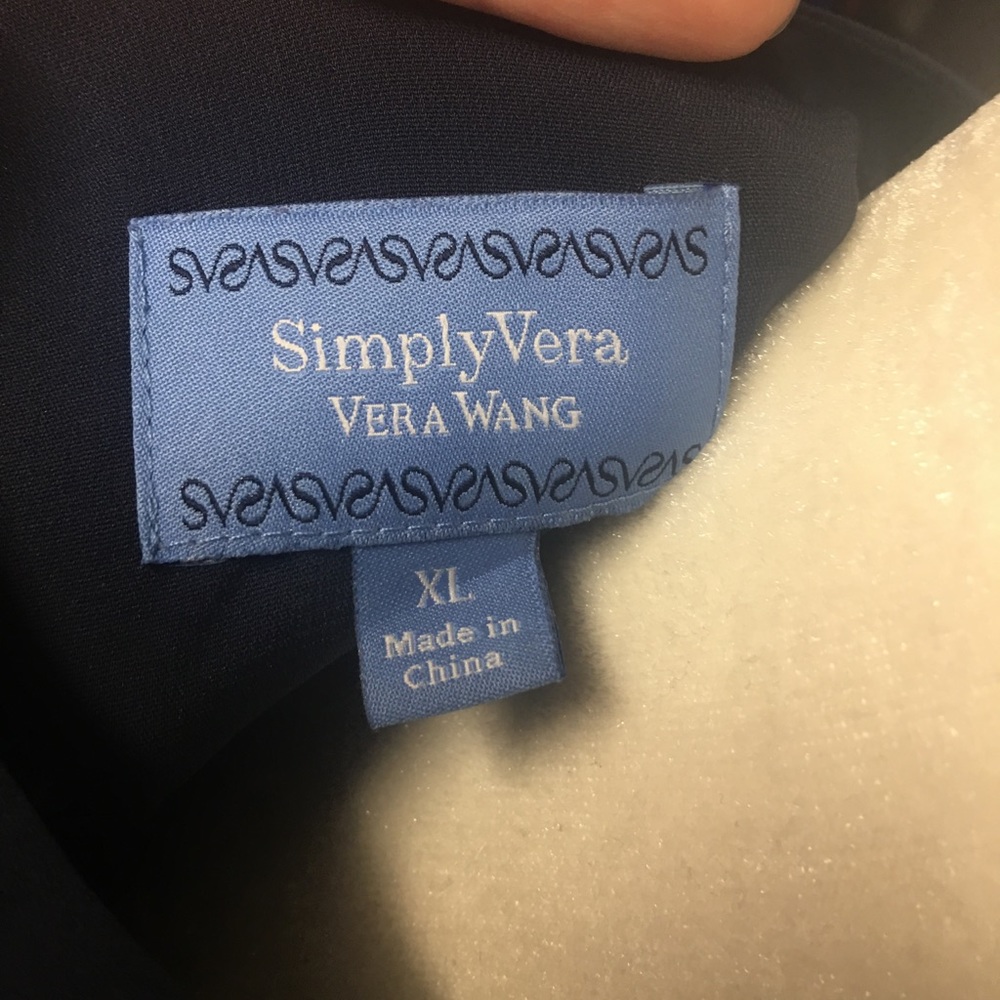 SimplyVera
VERA WANG
XL
Made in
China